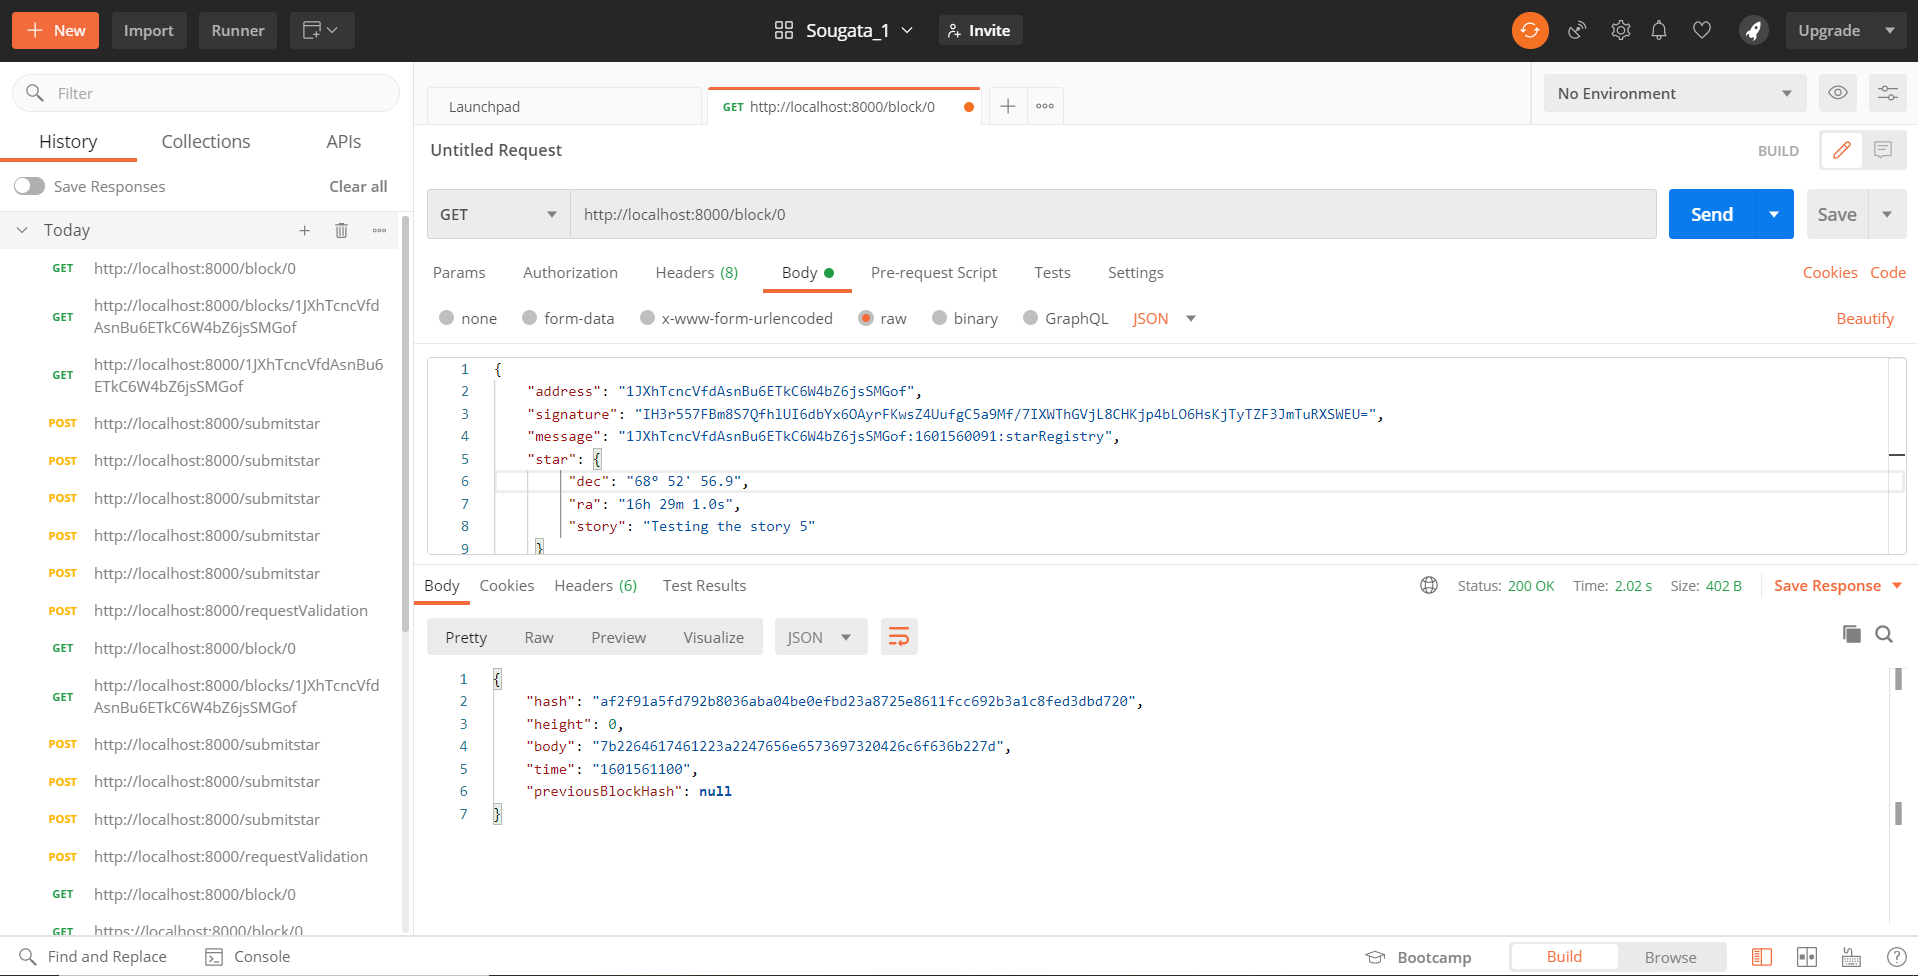 New
Import
Runner
Sougata_1
Invite
Upgrade
Filter
History
Collections
APIs
Save Responses
Clear all
Today
GET http://localhost:8000/block/0
GET http://localhost:8000/blocks/1JXhTcncVfd
AsnBu6ETkC6W4bZ6jsSMGof
GET http://localhost:8000/1JXhTcncVfdAsnBu6
ETkC6W4bZ6jsSMGof
POST http://localhost:8000/submitstar
POST http://localhost:8000/submitstar
POST http://localhost:8000/submitstar
POST http://localhost:8000/submitstar
POST http://localhost:8000/submitstar
POST http://localhost:8000/requestValidation
GET http://localhost:8000/block/0
GET http://localhost:8000/blocks/1JXhTcncVfd
AsnBu6ETkC6W4bZ6jsSMGof
POST http://localhost:8000/submitstar
POST http://localhost:8000/submitstar
POST http://localhost:8000/submitstar
POST http://localhost:8000/requestValidation
GET http://localhost:8000/block/0
GET https://localhost:8000/block/0
Launchpad
GET http://localhost:8000/block/0
No Environment
Untitled Request
BUILD
GET
http://localhost:8000/block/0
Send
Save
Params
Authorization
Headers (8)
Body
Pre-request Script
Tests
Settings
Cookies
Code
none
form-data
x-www-form-urlencoded
raw
binary
GraphQL
JSON
Beautify
1 {
2 "address": "1JXhTcncVfdAsnBu6ETkC6W4bZ6jsSMGof",
3 "signature": "IH3r557FBm8S7QfhlUI6dbYx6OAyrFKwsZ4UufgC5a9Mf/7IXWThGVjL8CHKjp4bLO6HsKjTyTZF3JmTuRXSWEU=",
4 "message": "1JXhTcncVfdAsnBu6ETkC6W4bZ6jsSMGof:1601560091:starRegistry",
5 "star": {
6 "dec": "68° 52' 56.9",
7 "ra": "16h 29m 1.0s",
8 "story": "Testing the story 5"
9 }
Body
Cookies
Headers (6)
Test Results
Status: 200 OK
Time: 2.02 s
Size: 402 B
Save Response
Pretty
Raw
Preview
Visualize
JSON
1 {
2 "hash": "af2f91a5fd792b8036aba04be0efbd23a8725e8611fcc692b3a1c8fed3dbd720",
3 "height": 0,
4 "body": "7b2264617461223a2247656e6573697320426c6f636b227d",
5 "time": "1601561100",
6 "previousBlockHash": null
7 }
Find and Replace
Console
Bootcamp
Build
Browse